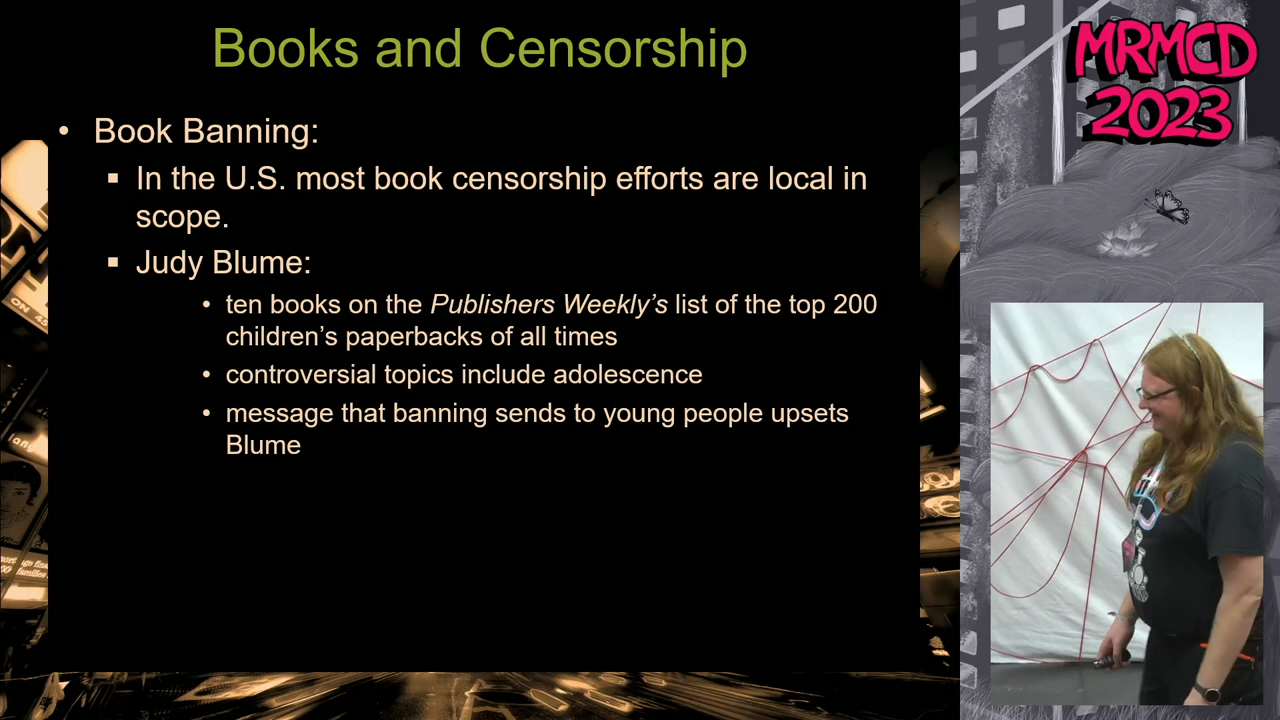 Books and Censorship
• Book Banning:
▪ In the U.S. most book censorship efforts are local in
scope.
▪ Judy Blume:
• ten books on the Publishers Weekly’s list of the top 200
children’s paperbacks of all times
• controversial topics include adolescence
• message that banning sends to young people upsets
Blume
MRMCD
2023